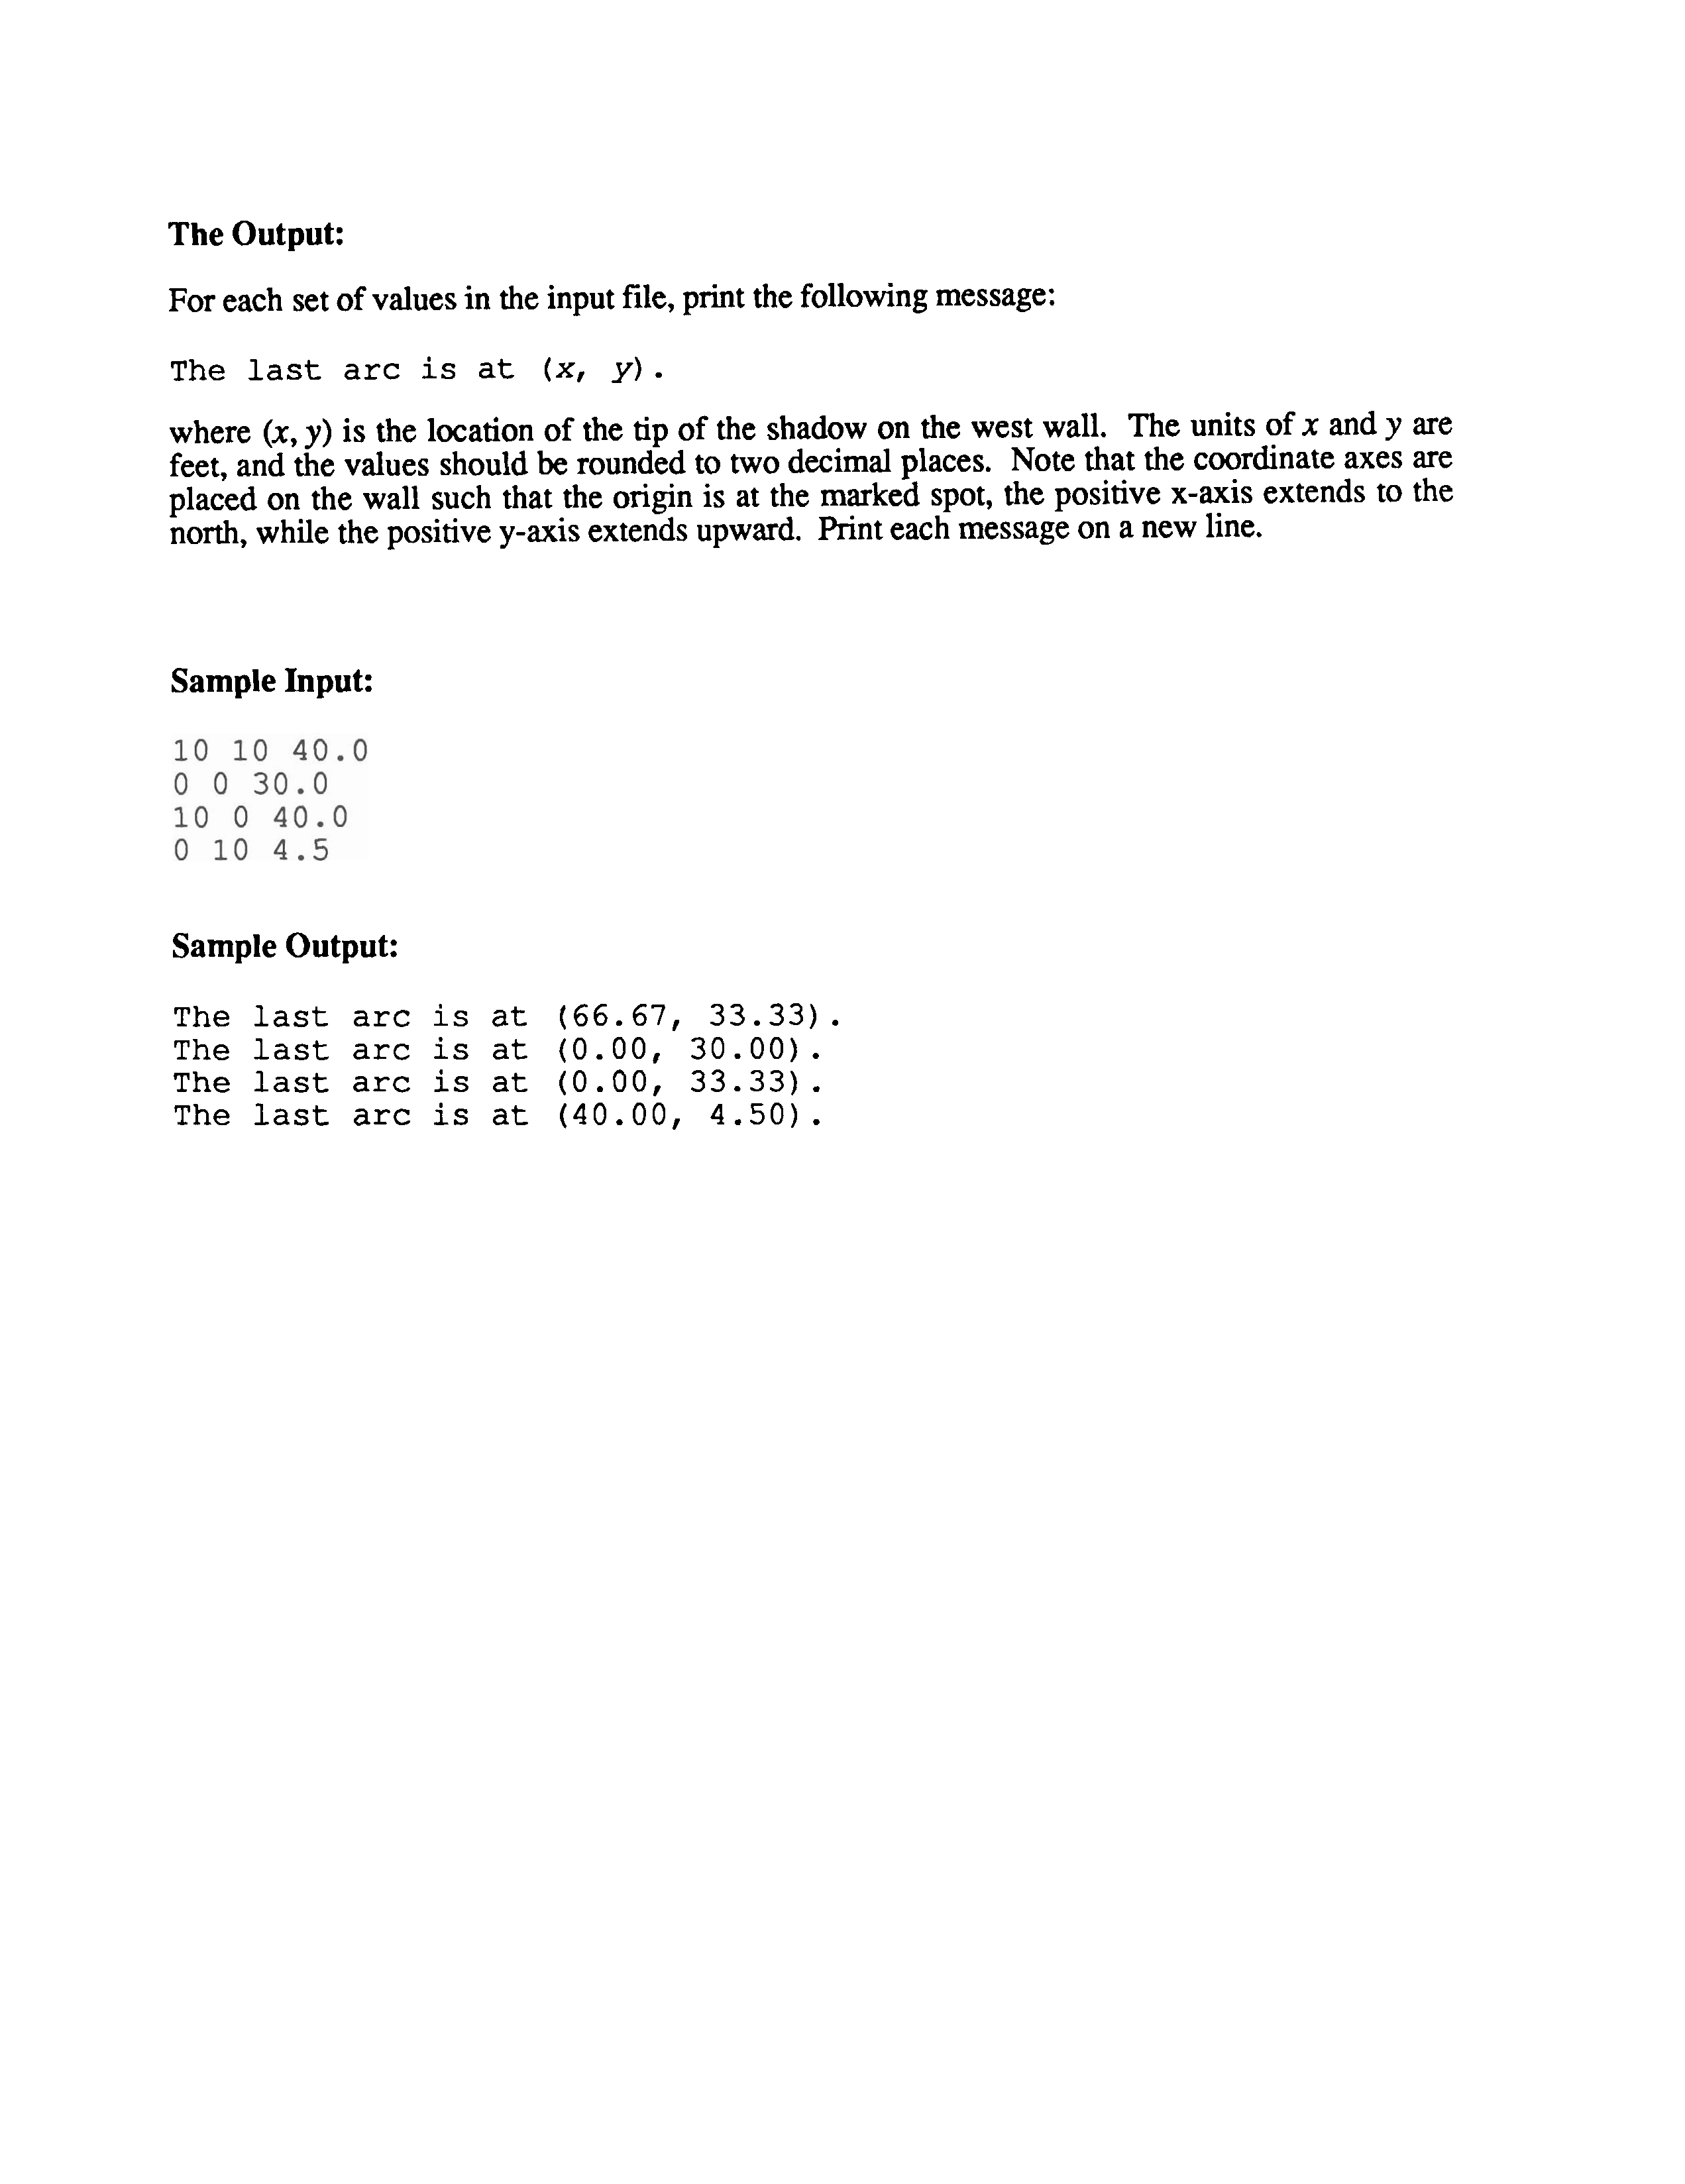 The Output:
For each set of values in the input file, print the following message:
The last arc is at (x, y).
where (x, y) is the location of the tip of the shadow on the west wall. The units of x and y are
feet, and the values should be rounded to two decimal places. Note that the coordinate axes are
placed on the wall such that the origin is at the marked spot, the positive x-axis extends to the
north, while the positive y-axis extends upward. Print each message on a new line.
Sample Input:
10 10 40.0
0 0 30.0
10 0 40.0
0 10 4.5
Sample Output:
The last arc is at (66.67, 33.33).
The last arc is at (0.00, 30.00).
The last arc is at (0.00, 33.33).
The last arc is at (40.00, 4.50).